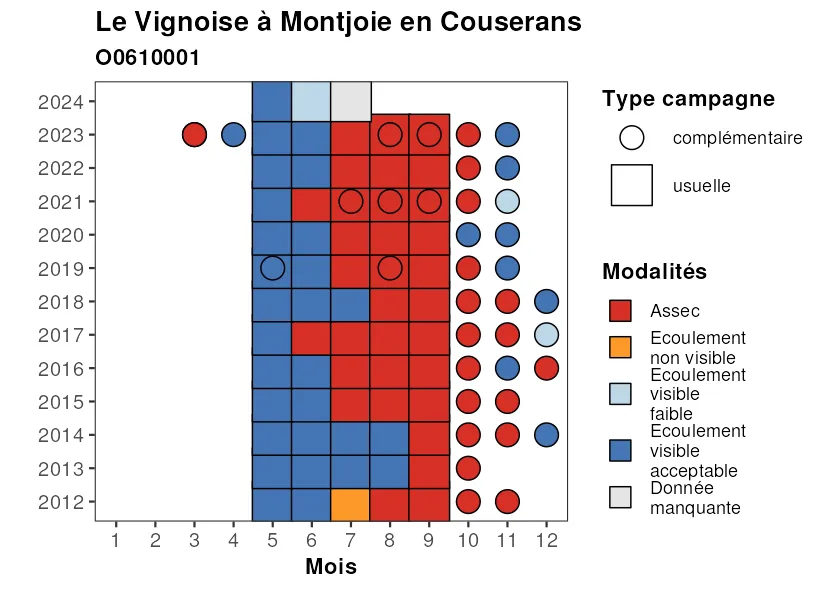 Le Vignoise à Montjoie en Couserans
O0610001
2024
2023
2022
2021
2020
2019
2018
2017
2016
2015
2014
2013
2012
1 2 3 4 5 6 7 8 9 10 11 12
Mois
Type campagne
complémentaire
usuelle
Modalités
Assec
Ecoulement
non visible
Ecoulement
visible
faible
Ecoulement
visible
acceptable
Donnée
manquante